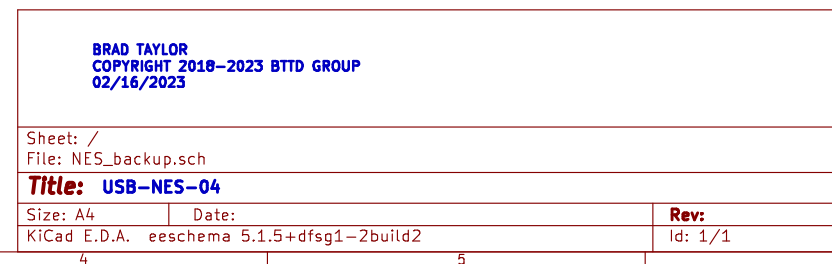 BRAD TAYLOR
COPYRIGHT 2018-2023 BTTD GROUP
02/16/2023
Sheet: /
File: NES_backup.sch
Title: USB-NES-04
Size: A4 Date: Rev:
KiCad E.D.A. eeschema 5.1.5+dfsg1-2build2 Id: 1/1
4 5